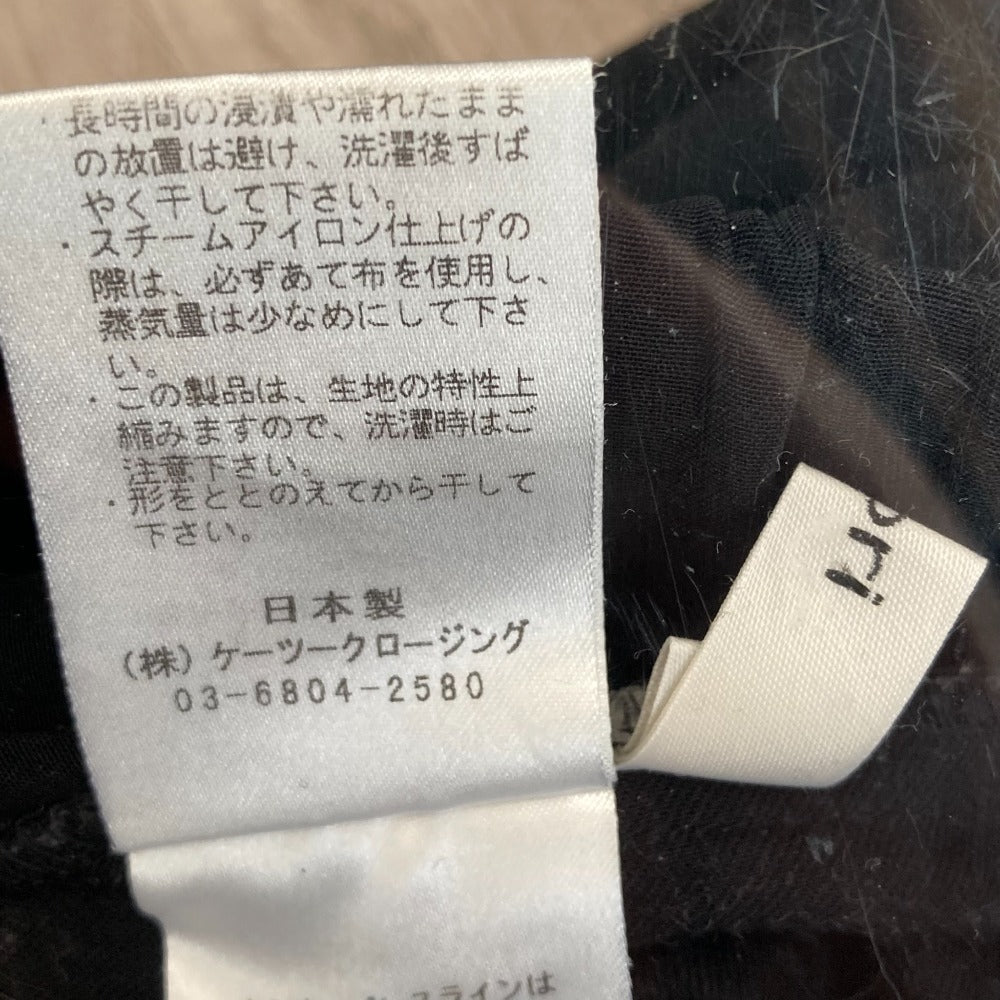 ・長時間の浸漬や濡れたまま
の放置は避け、洗濯後すば
やく干して下さい。
・スチームアイロン仕上げの
際は、必ずあて布を使用し、
蒸気量は少なめにして下さ
い。
・この製品は、生地の特性上
縮みますので、洗濯時はご
注意下さい。
・形をととのえてから干して
下さい。
日本製
(株)ケーツークロージング
03-6804-2580
スラインは
ori